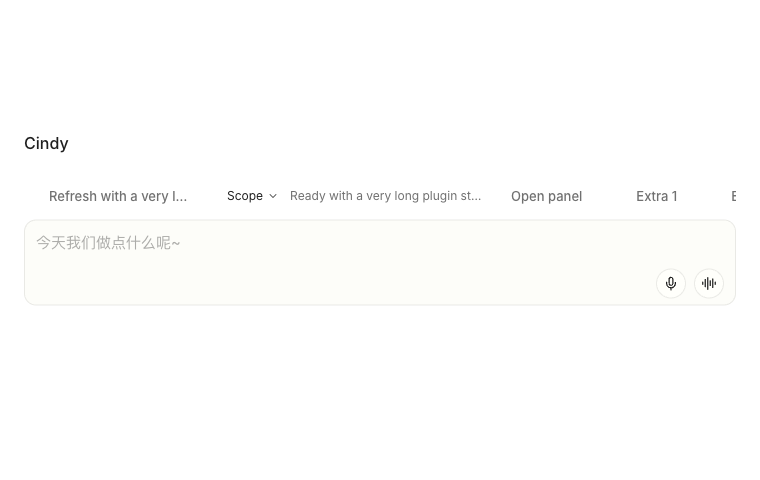 Cindy
Refresh with a very l... Scope Ready with a very long plugin st... Open panel Extra 1
今天我们做点什么呢~